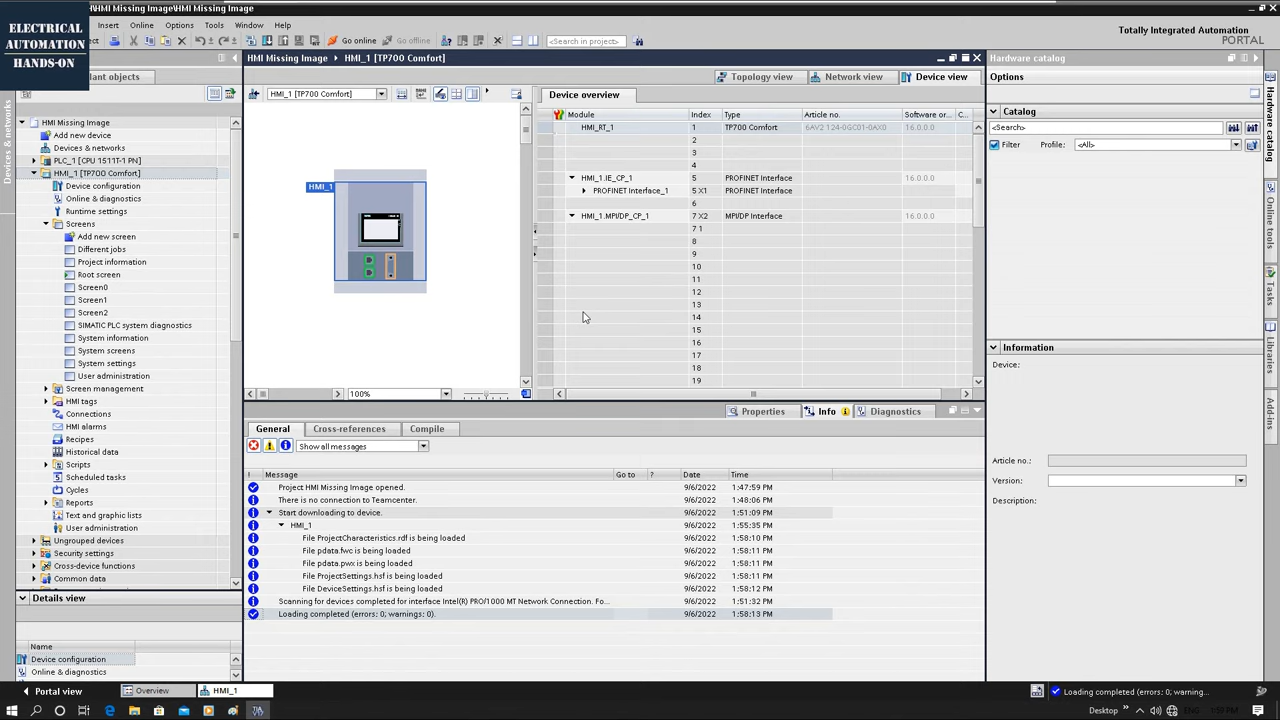 HMI Missing Image\HMI Missing Image
ELECTRICAL
AUTOMATION
HANDS-ON
Insert Online Options Tools Window Help
Go online Go offline <Search in project>
Totally Integrated Automation
PORTAL
HMI Missing Image HMI_1 [TP700 Comfort]
Hardware catalog
lant objects
Topology view Network view Device view
Options
HMI_1 [TP700 Comfort]
Device overview
Module Index Type Article no. Software or... C...
HMI_RT_1 1 TP700 Comfort 6AV2 124-0GC01-0AX0 16.0.0.0
2
3
4
HMI_1.IE_CP_1 5 PROFINET Interface 16.0.0.0
PROFINET Interface_1 5 X1 PROFINET Interface
6
HMI_1.MPI/DP_CP_1 7 X2 MPI/DP Interface 16.0.0.0
7 1
8
9
10
11
12
13
14
15
16
17
18
19
HMI_1
100%
Catalog
<Search>
Filter Profile: <All>
Information
Device:
Article no.:
Version:
Description:
Devices & networks
HMI Missing Image
Add new device
Devices & networks
PLC_1 [CPU 1511T-1 PN]
HMI_1 [TP700 Comfort]
Device configuration
Online & diagnostics
Runtime settings
Screens
Add new screen
Different jobs
Project information
Root screen
Screen0
Screen1
Screen2
SIMATIC PLC system diagnostics
System information
System screens
System settings
User administration
Screen management
HMI tags
Connections
HMI alarms
Recipes
Historical data
Scripts
Scheduled tasks
Cycles
Reports
Text and graphic lists
User administration
Ungrouped devices
Security settings
Cross-device functions
Common data
Details view
Name
Device configuration
Online & diagnostics
Properties Info Diagnostics
General Cross-references Compile
Show all messages
! Message Go to ? Date Time
Project HMI Missing Image opened. 9/6/2022 1:47:59 PM
There is no connection to Teamcenter. 9/6/2022 1:48:06 PM
Start downloading to device. 9/6/2022 1:51:09 PM
HMI_1 9/6/2022 1:55:35 PM
File ProjectCharacteristics.rdf is being loaded 9/6/2022 1:58:10 PM
File pdata.fwc is being loaded 9/6/2022 1:58:11 PM
File pdata.pwx is being loaded 9/6/2022 1:58:11 PM
File ProjectSettings.hsf is being loaded 9/6/2022 1:58:11 PM
File DeviceSettings.hsf is being loaded 9/6/2022 1:58:12 PM
Scanning for devices completed for interface Intel(R) PRO/1000 MT Network Connection. Fo... 9/6/2022 1:51:32 PM
Loading completed (errors: 0; warnings: 0). 9/6/2022 1:58:13 PM
Hardware catalog
Online tools
Tasks
Libraries
Add-ins
Portal view Overview HMI_1 Loading completed (errors: 0; warning...
Desktop ENG 1:59 PM